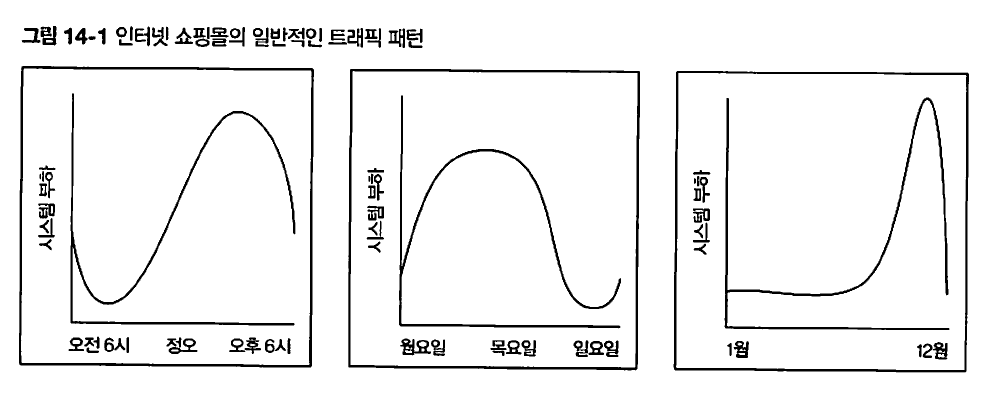 그림 14-1 인터넷 쇼핑몰의 일반적인 트래픽 패턴
시스템 부하
오전 6시 정오 오후 6시
시스템 부하
월요일 목요일 일요일
시스템 부하
1월 12월